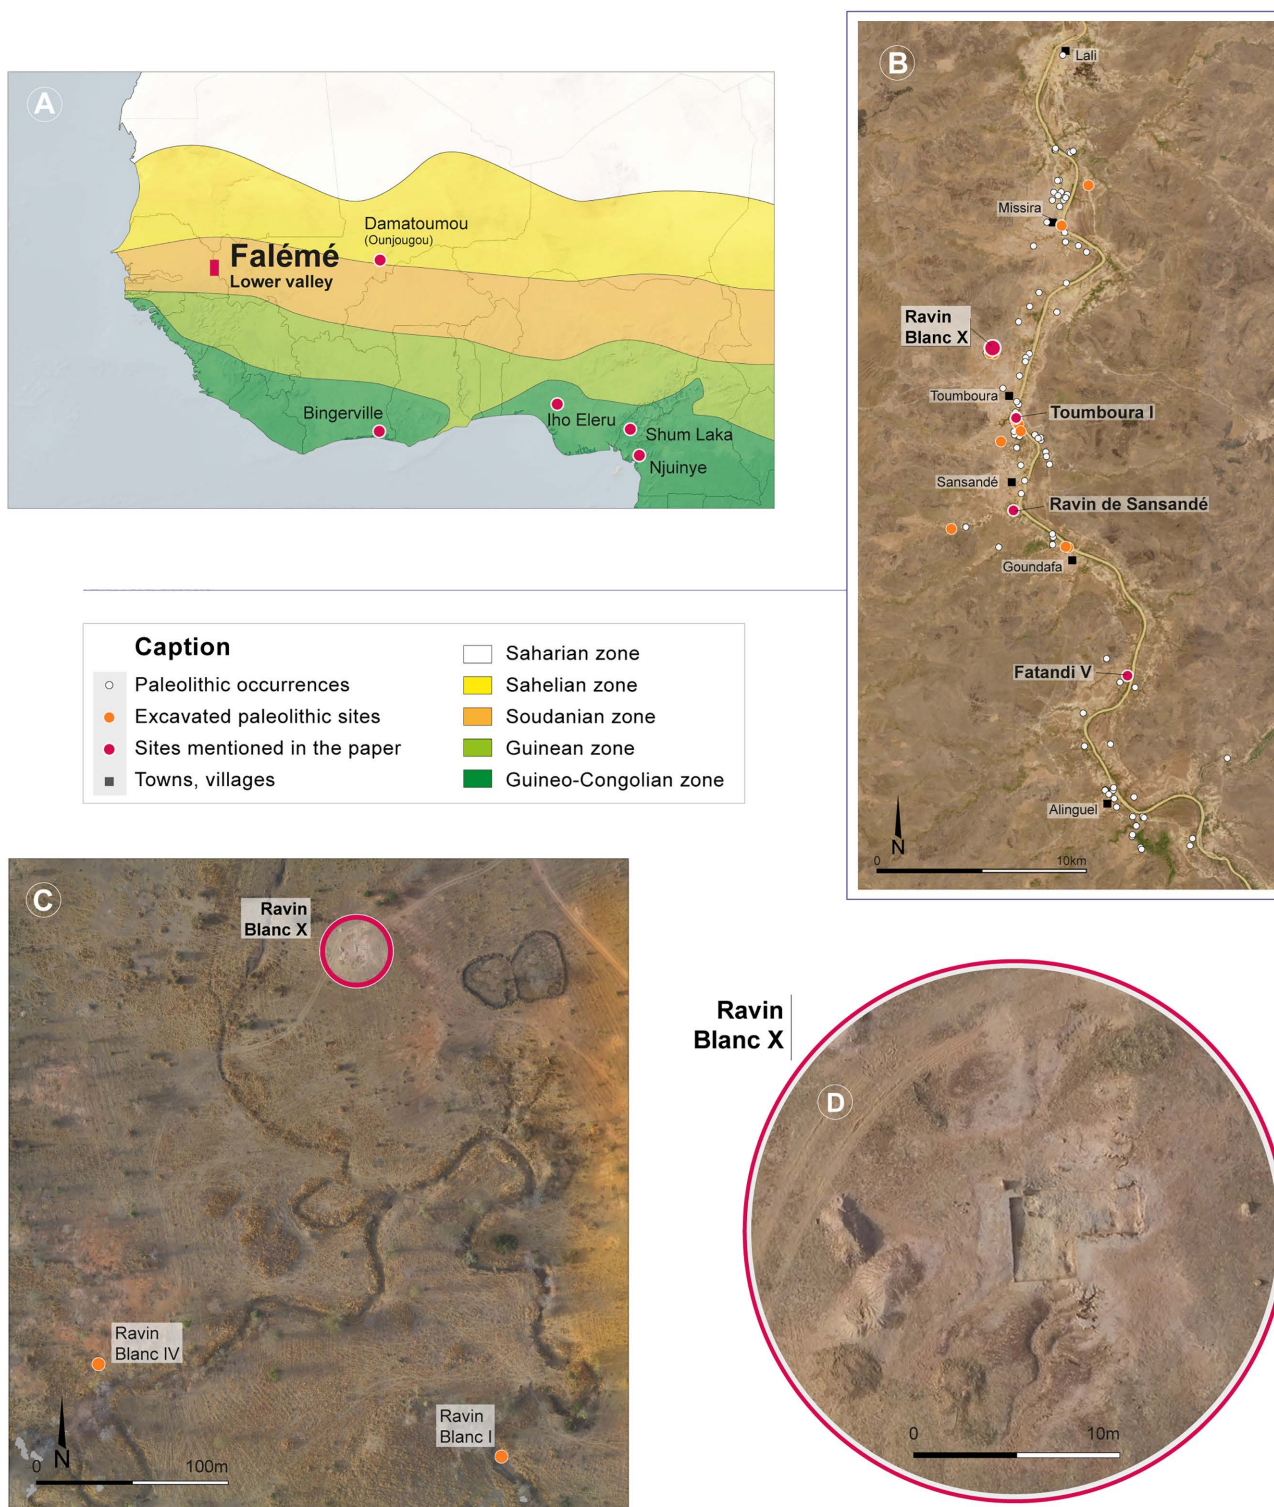 A
Damatoumou
(Ounjougou)
Falémé
Lower valley
Bingerville
Iho Eleru
Shum Laka
Njuinye
B
Lali
Missira
Ravin
Blanc X
Toumboura
Toumboura I
Sansandé
Ravin de Sansandé
Goundafa
Fatandi V
Alinguel
N
0
10km
Caption
Paleolithic occurrences
Excavated paleolithic sites
Sites mentioned in the paper
Towns, villages
Saharian zone
Sahelian zone
Soudanian zone
Guinean zone
Guineo-Congolian zone
C
Ravin
Blanc X
Ravin
Blanc IV
Ravin
Blanc I
N
0
100m
Ravin
Blanc X
D
0
10m